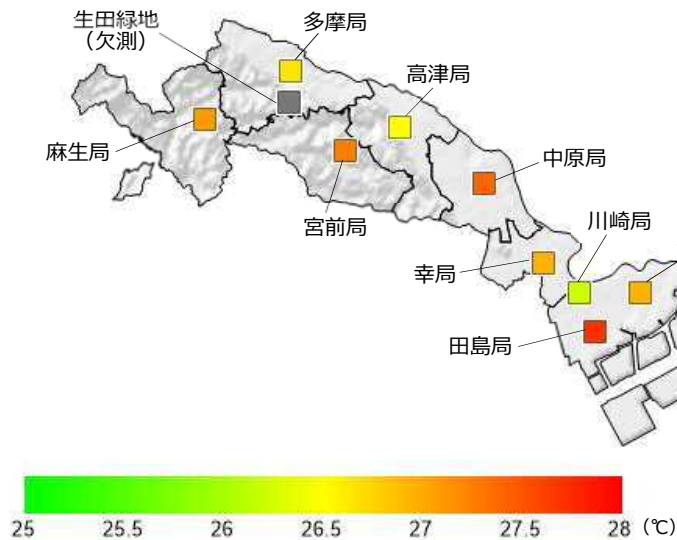 生田緑地
（欠測）
多摩局
高津局
麻生局
中原局
宮前局
川崎局
幸局
田島局
25 25.5 26 26.5 27 27.5 28 (℃)